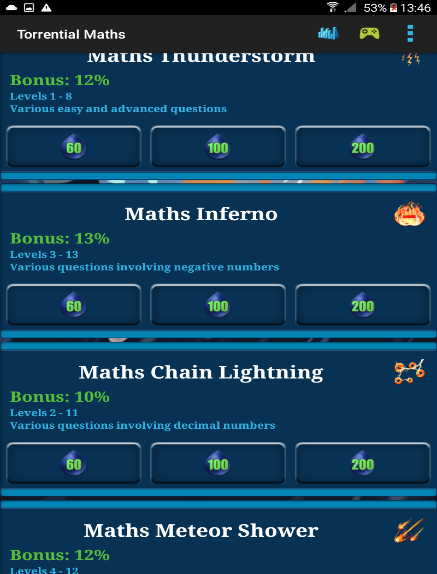 53% 13:46
Torrential Maths
Maths Thunderstorm
Bonus: 12%
Levels 1 - 8
Various easy and advanced questions
60 100 200
Maths Inferno
Bonus: 13%
Levels 3 - 13
Various questions involving negative numbers
60 100 200
Maths Chain Lightning
Bonus: 10%
Levels 2 - 11
Various questions involving decimal numbers
60 100 200
Maths Meteor Shower
Bonus: 12%
Levels 4 - 12